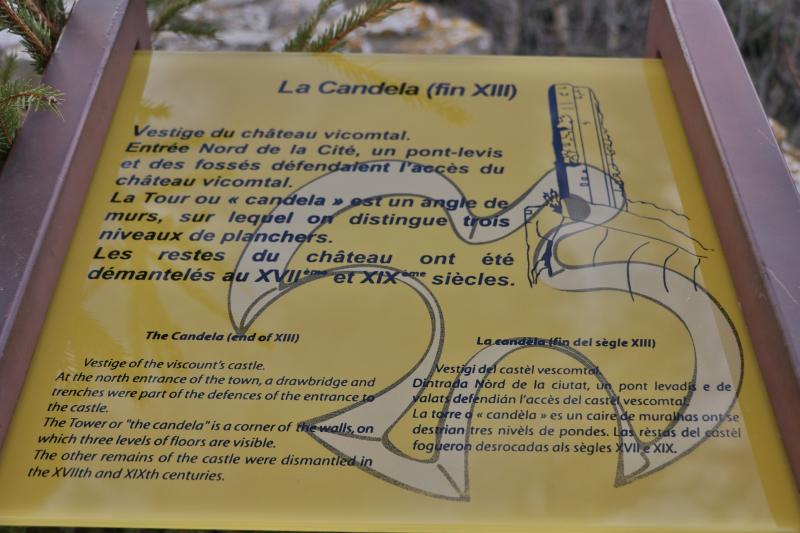 La Candela (fin XIII)
Vestige du château vicomtal.
Entrée Nord de la Cité, un pont-levis
et des fossés défendaient l'accès du
château vicomtal.
La Tour ou « candela » est un angle de
murs, sur lequel on distingue trois
niveaux de planchers.
Les restes du château ont été
démantelés au XVIIème et XIXème siècles.
The Candela (end of XIII)
Vestige of the viscount's castle.
At the north entrance of the town, a drawbridge and
trenches were part of the defences of the entrance to
the castle.
The Tower or "the candela" is a corner of the walls, on
which three levels of floors are visible.
The other remains of the castle were dismantled in
the XVIIth and XIXth centuries.
La candèla (fin del sègle XIII)
Vestigi del castèl vescomtal.
Dintrada Nòrd de la ciutat, un pont levadís e de
valats defendián l'accès del castèl vescomtal.
La torre o « candèla » es un caire de muralhas ont se
destrian tres nivèls de pondes. Las rèstas del castèl
fogueron desrocadas als sègles XVII e XIX.